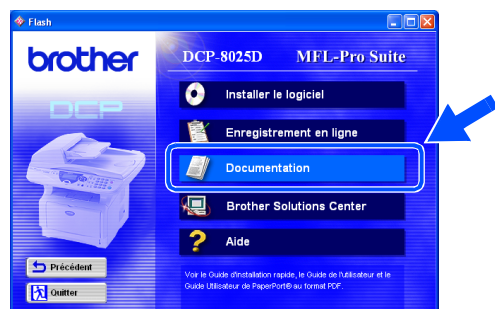 Flash
brother
DCP-8025D MFL-Pro Suite
DCP
Installer le logiciel
Enregistrement en ligne
Documentation
Brother Solutions Center
Aide
Précédent
Quitter
Voir le Guide d'installation rapide, le Guide de l'utilisateur et le
Guide Utilisateur de PaperPort® au format PDF.